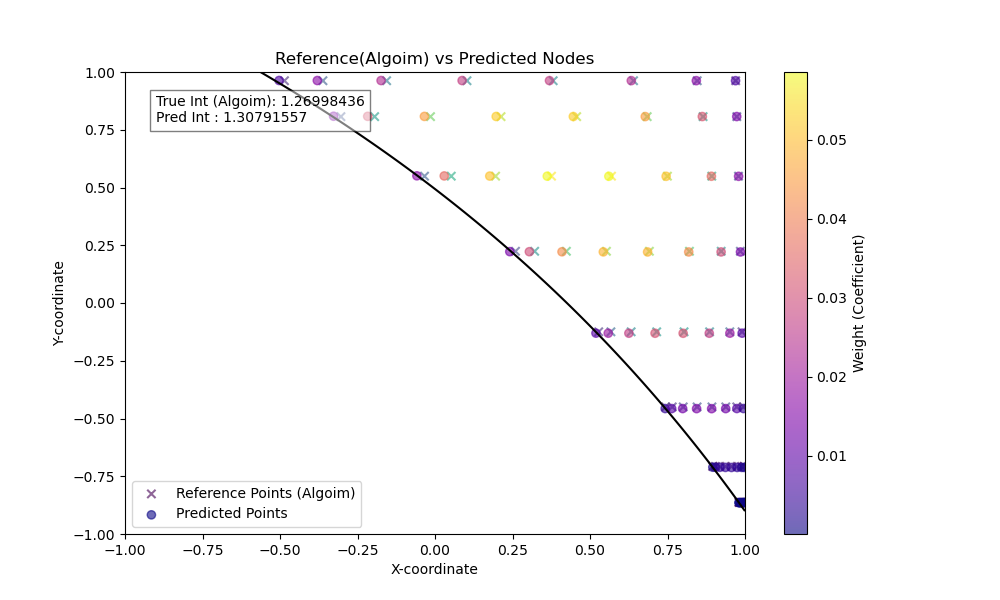 Reference(Algoim) vs Predicted Nodes
True Int (Algoim): 1.26998436
Pred Int : 1.30791557
1.00
0.75
0.50
0.25
0.00
−0.25
−0.50
−0.75
−1.00
Y-coordinate
Reference Points (Algoim)
Predicted Points
−1.00 −0.75 −0.50 −0.25 0.00 0.25 0.50 0.75 1.00
X-coordinate
0.05
0.04
0.03
0.02
0.01
Weight (Coefficient)